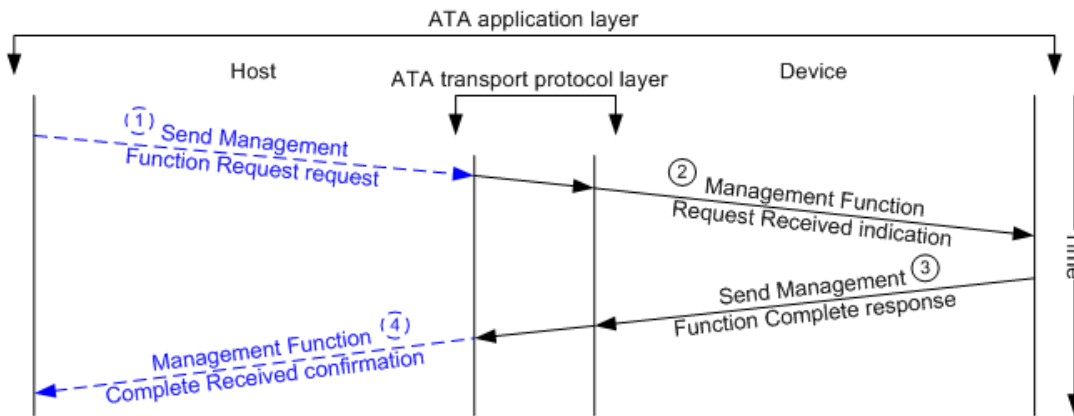 ATA application layer
Host
Device
ATA transport protocol layer
1 Send Management
Function Request request
2 Management Function
Request Received indication
Send Management 3
Function Complete response
Management Function 4
Complete Received confirmation
Time